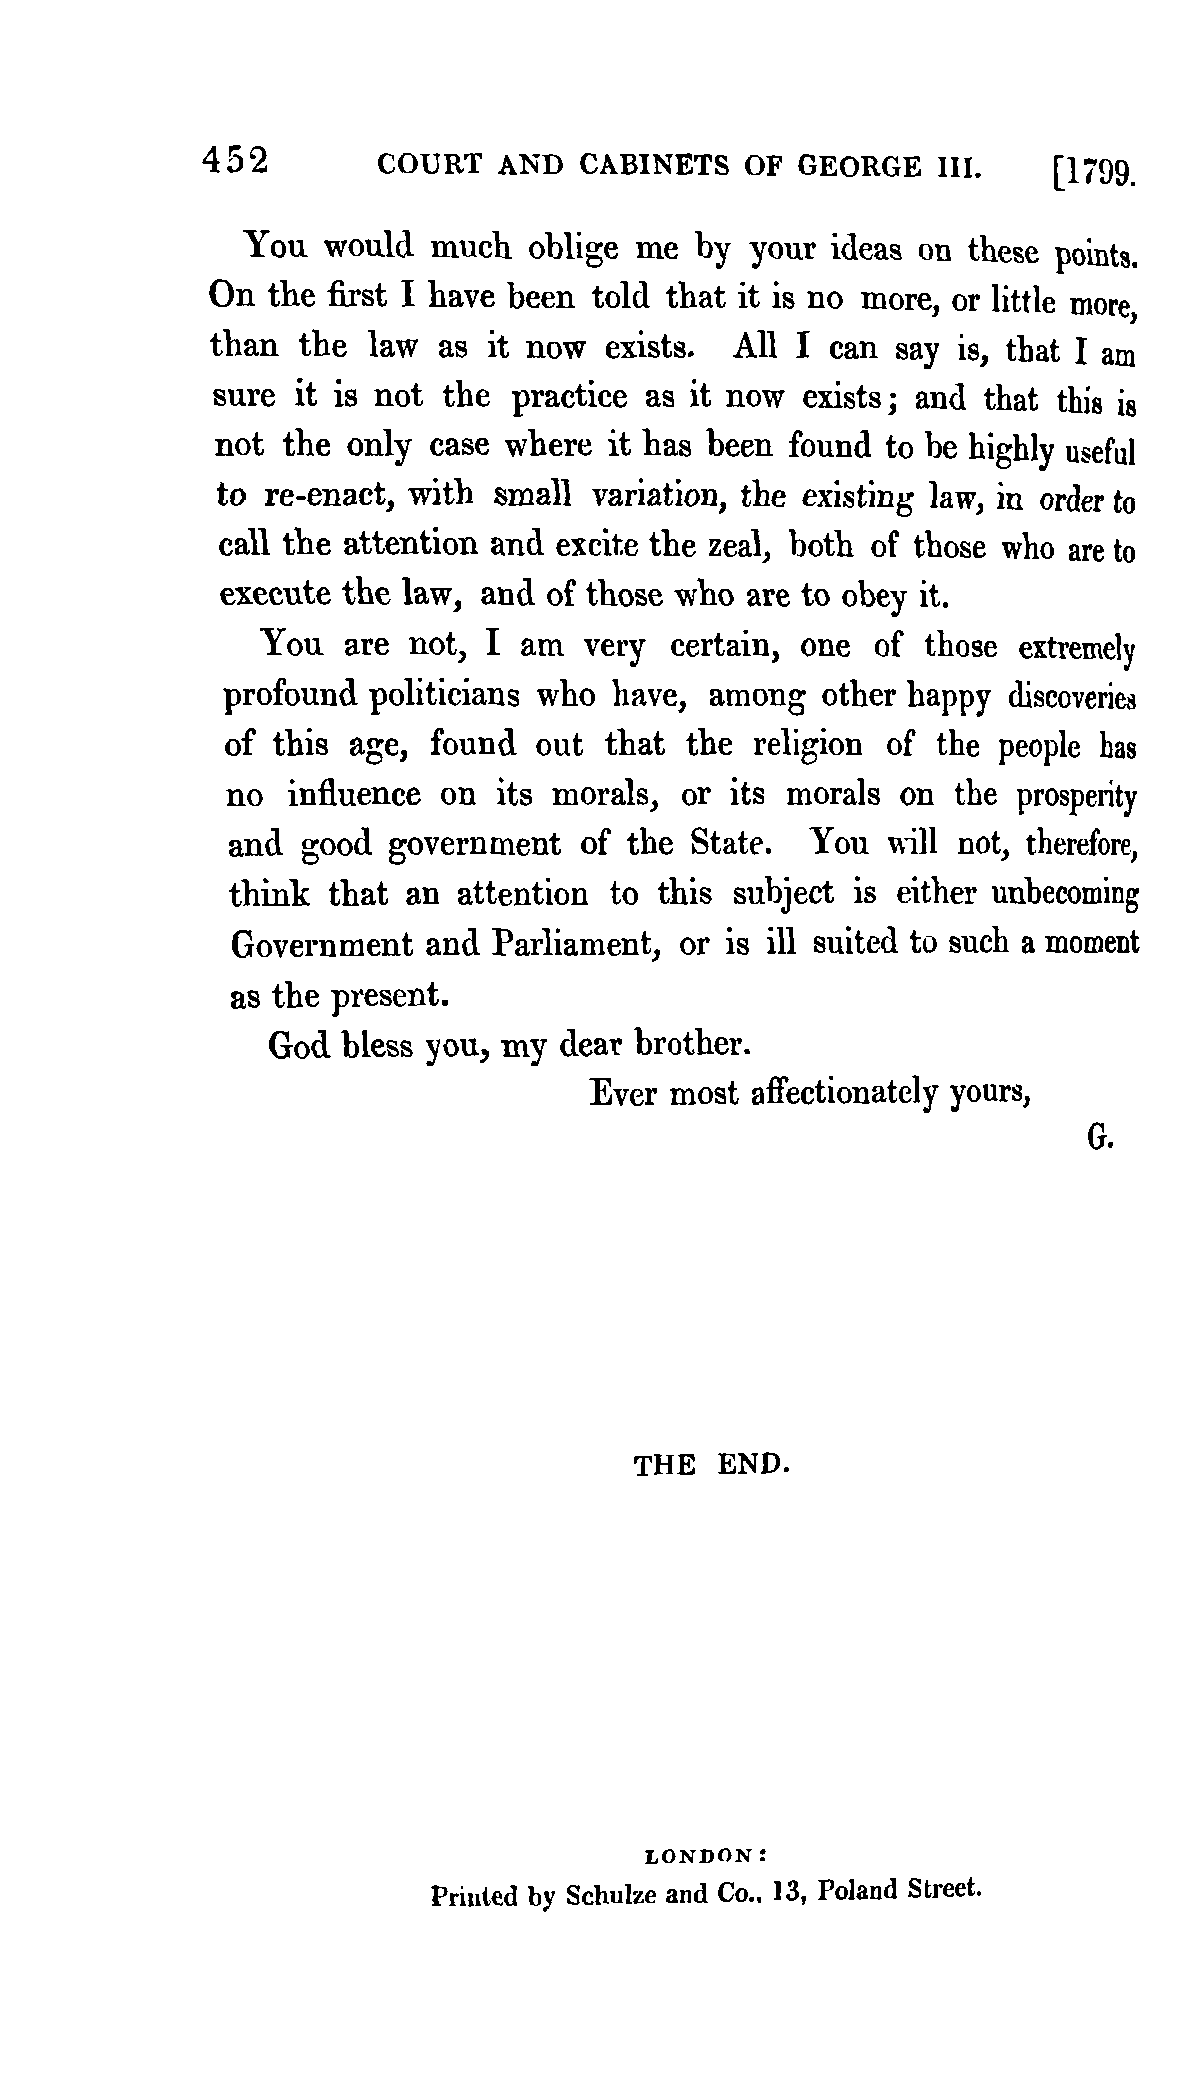 452 COURT AND CABINETS OF GEORGE III. [1799.
You would much oblige me by your ideas on these points.
On the first I have been told that it is no more, or little more,
than the law as it now exists. All I can say is, that I am
sure it is not the practice as it now exists; and that this is
not the only case where it has been found to be highly useful
to re-enact, with small variation, the existing law, in order to
call the attention and excite the zeal, both of those who are to
execute the law, and of those who are to obey it.
You are not, I am very certain, one of those extremely
profound politicians who have, among other happy discoveries
of this age, found out that the religion of the people has
no influence on its morals, or its morals on the prosperity
and good government of the State. You will not, therefore,
think that an attention to this subject is either unbecoming
Government and Parliament, or is ill suited to such a moment
as the present.
God bless you, my dear brother.
Ever most affectionately yours,
G.
THE END.
LONDON:
Printed by Schulze and Co., 13, Poland Street.